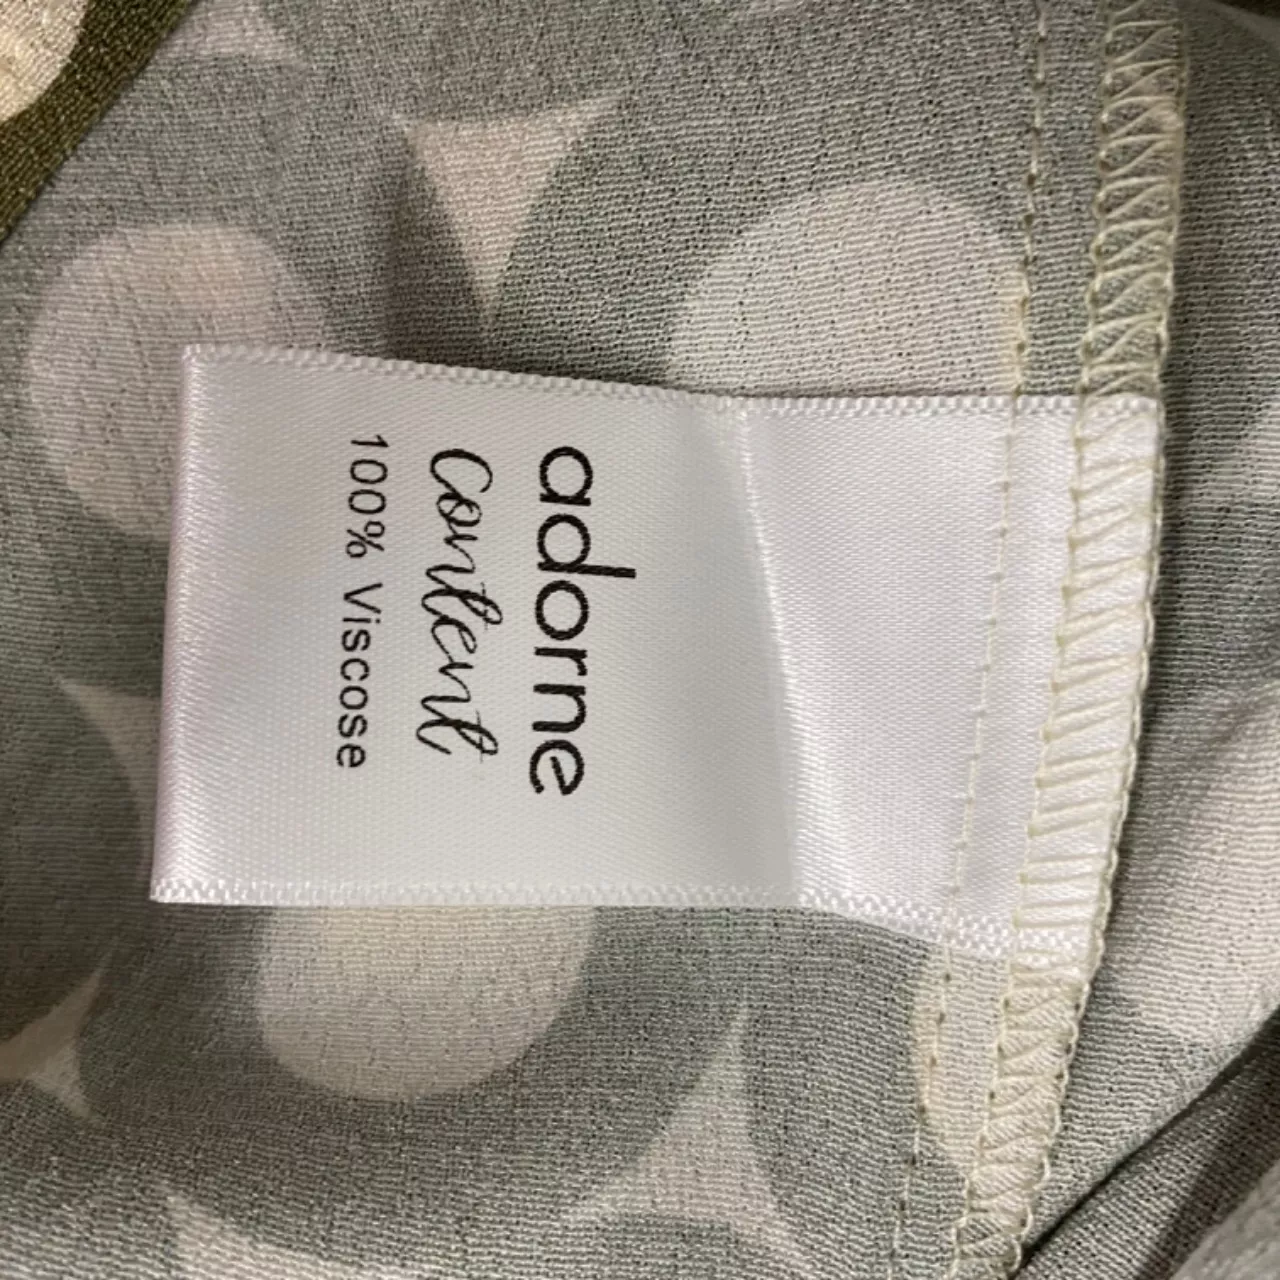 adorne
Content
100% Viscose